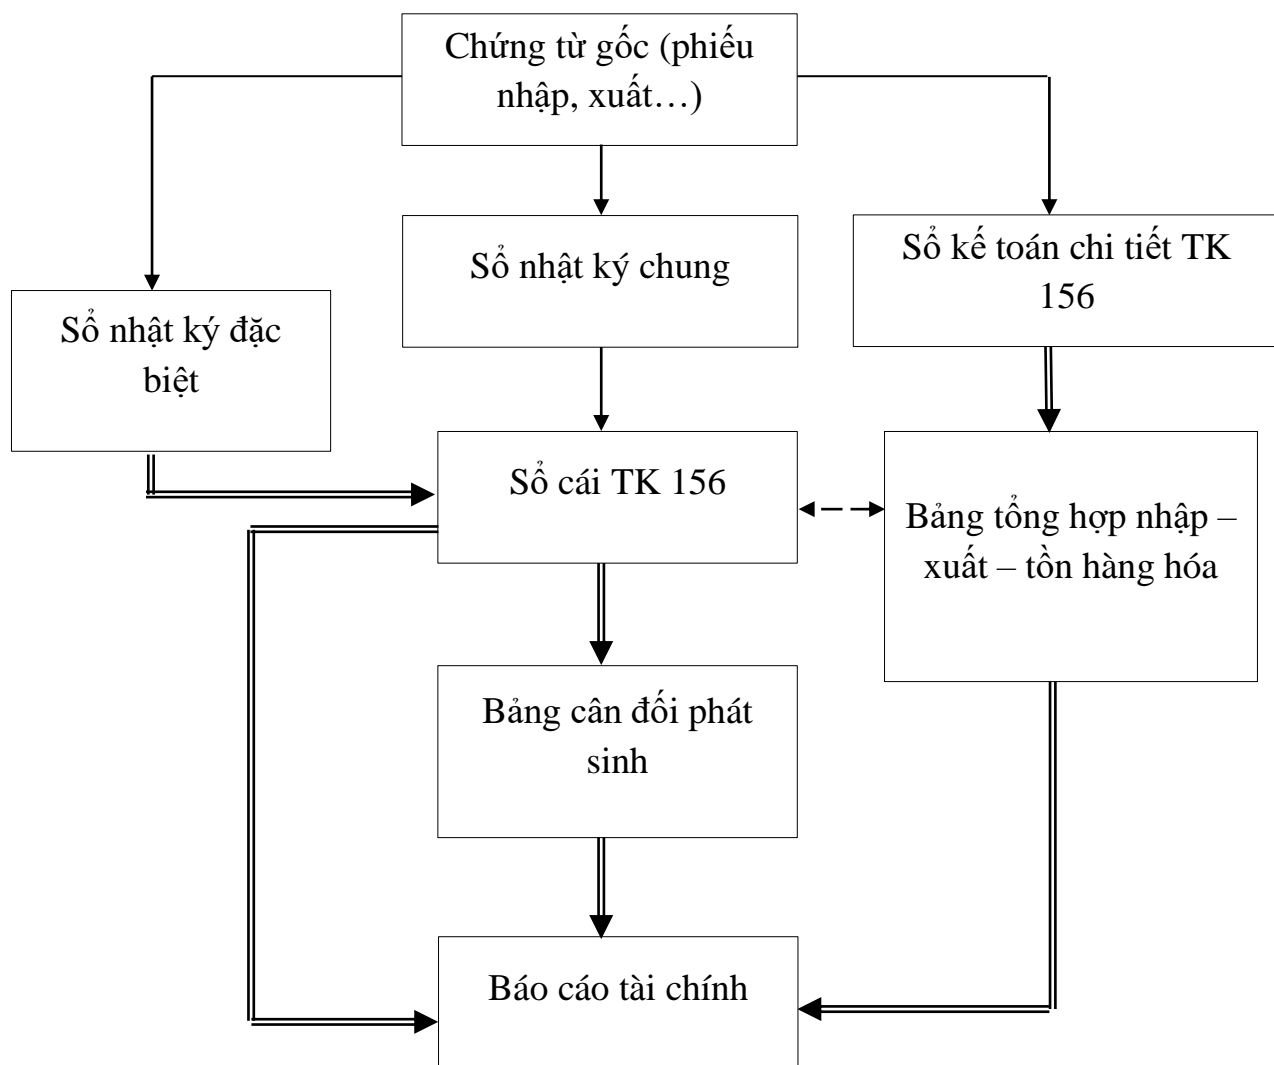 Chứng từ gốc (phiếu
nhập, xuất…)
Sổ nhật ký chung
Sổ kế toán chi tiết TK
156
Sổ nhật ký đặc
biệt
Sổ cái TK 156
Bảng tổng hợp nhập –
xuất – tồn hàng hóa
Bảng cân đối phát
sinh
Báo cáo tài chính